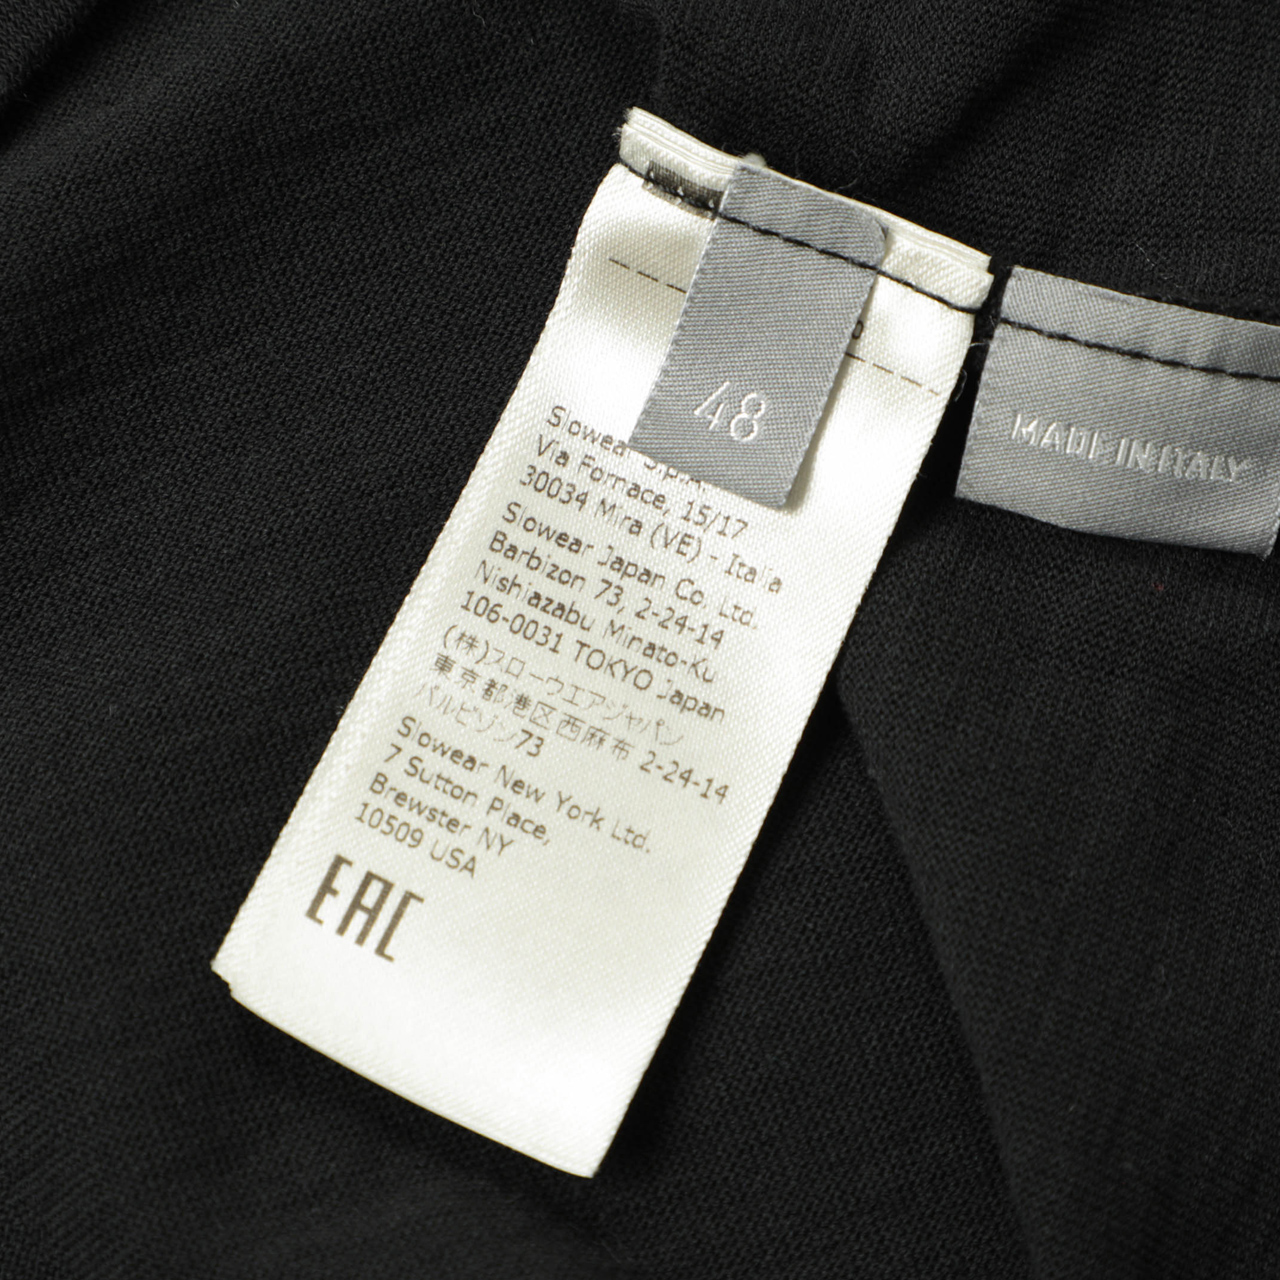 48
MADE IN ITALY
Slowear S.p.A.
Via Fornace, 15/17
30034 Mira (VE) - Italia
Slowear Japan Co. Ltd.
Barbizon 73, 2-24-14
Nishiazabu Minato-Ku
106-0031 TOKYO Japan
(株)スローウエアジャパン
東京都港区西麻布 2-24-14
バルビゾン73
Slowear New York Ltd.
7 Sutton Place,
Brewster NY
10509 USA
EAC